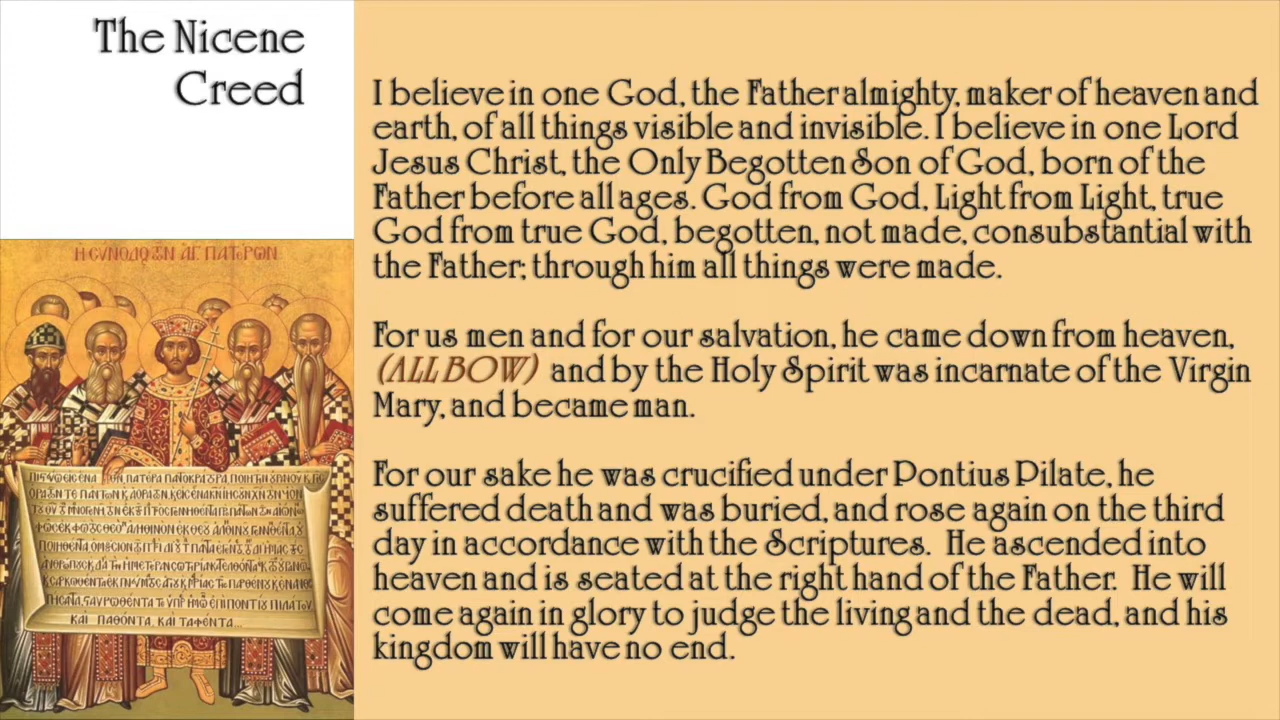 The Nicene
Creed
I believe in one God, the Father almighty, maker of heaven and
earth, of all things visible and invisible. I believe in one Lord
Jesus Christ, the Only Begotten Son of God, born of the
Father before all ages. God from God, Light from Light, true
God from true God, begotten, not made, consubstantial with
the Father; through him all things were made.
For us men and for our salvation, he came down from heaven,
(ALL BOW) and by the Holy Spirit was incarnate of the Virgin
Mary, and became man.
For our sake he was crucified under Pontius Pilate, he
suffered death and was buried, and rose again on the third
day in accordance with the Scriptures. He ascended into
heaven and is seated at the right hand of the Father. He will
come again in glory to judge the living and the dead, and his
kingdom will have no end.
ΚΑΙ ΠΑΘΟΝΤΑ ΚΑΙ ΤΑΦΕΝΤΑ...